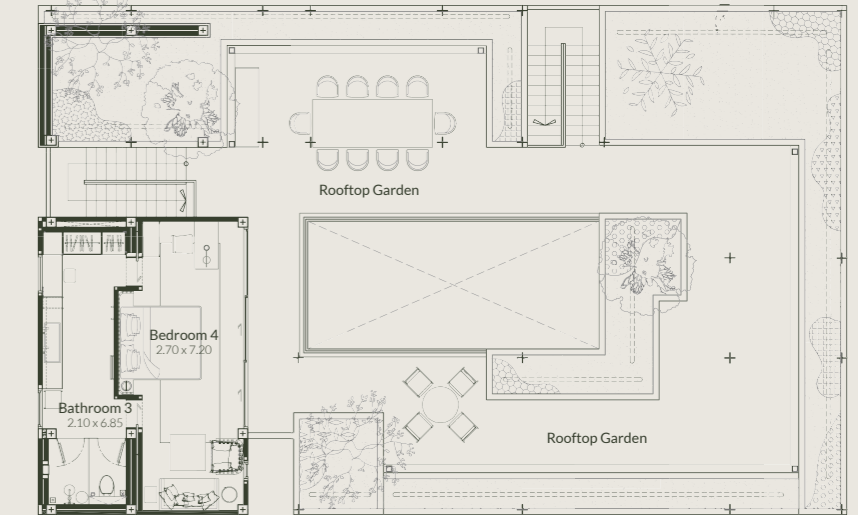 Rooftop Garden
Bedroom 4
2.70 x 7.20
Bathroom 3
2.10 x 6.85
Rooftop Garden